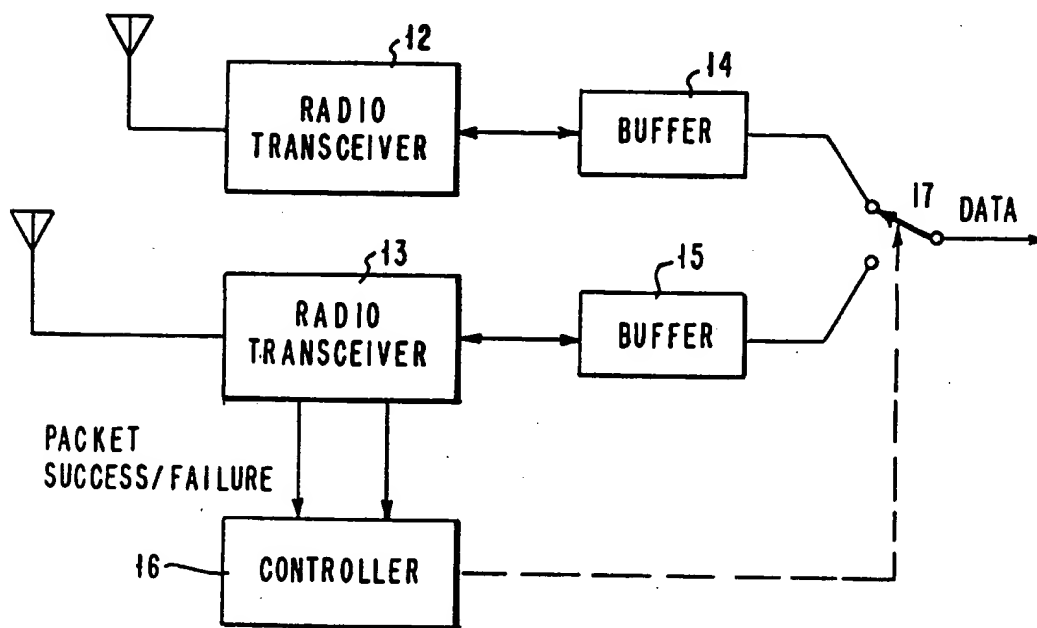 12
RADIO
TRANSCEIVER
14
BUFFER
17
DATA
13
RADIO
TRANSCEIVER
15
BUFFER
PACKET
SUCCESS/FAILURE
16
CONTROLLER